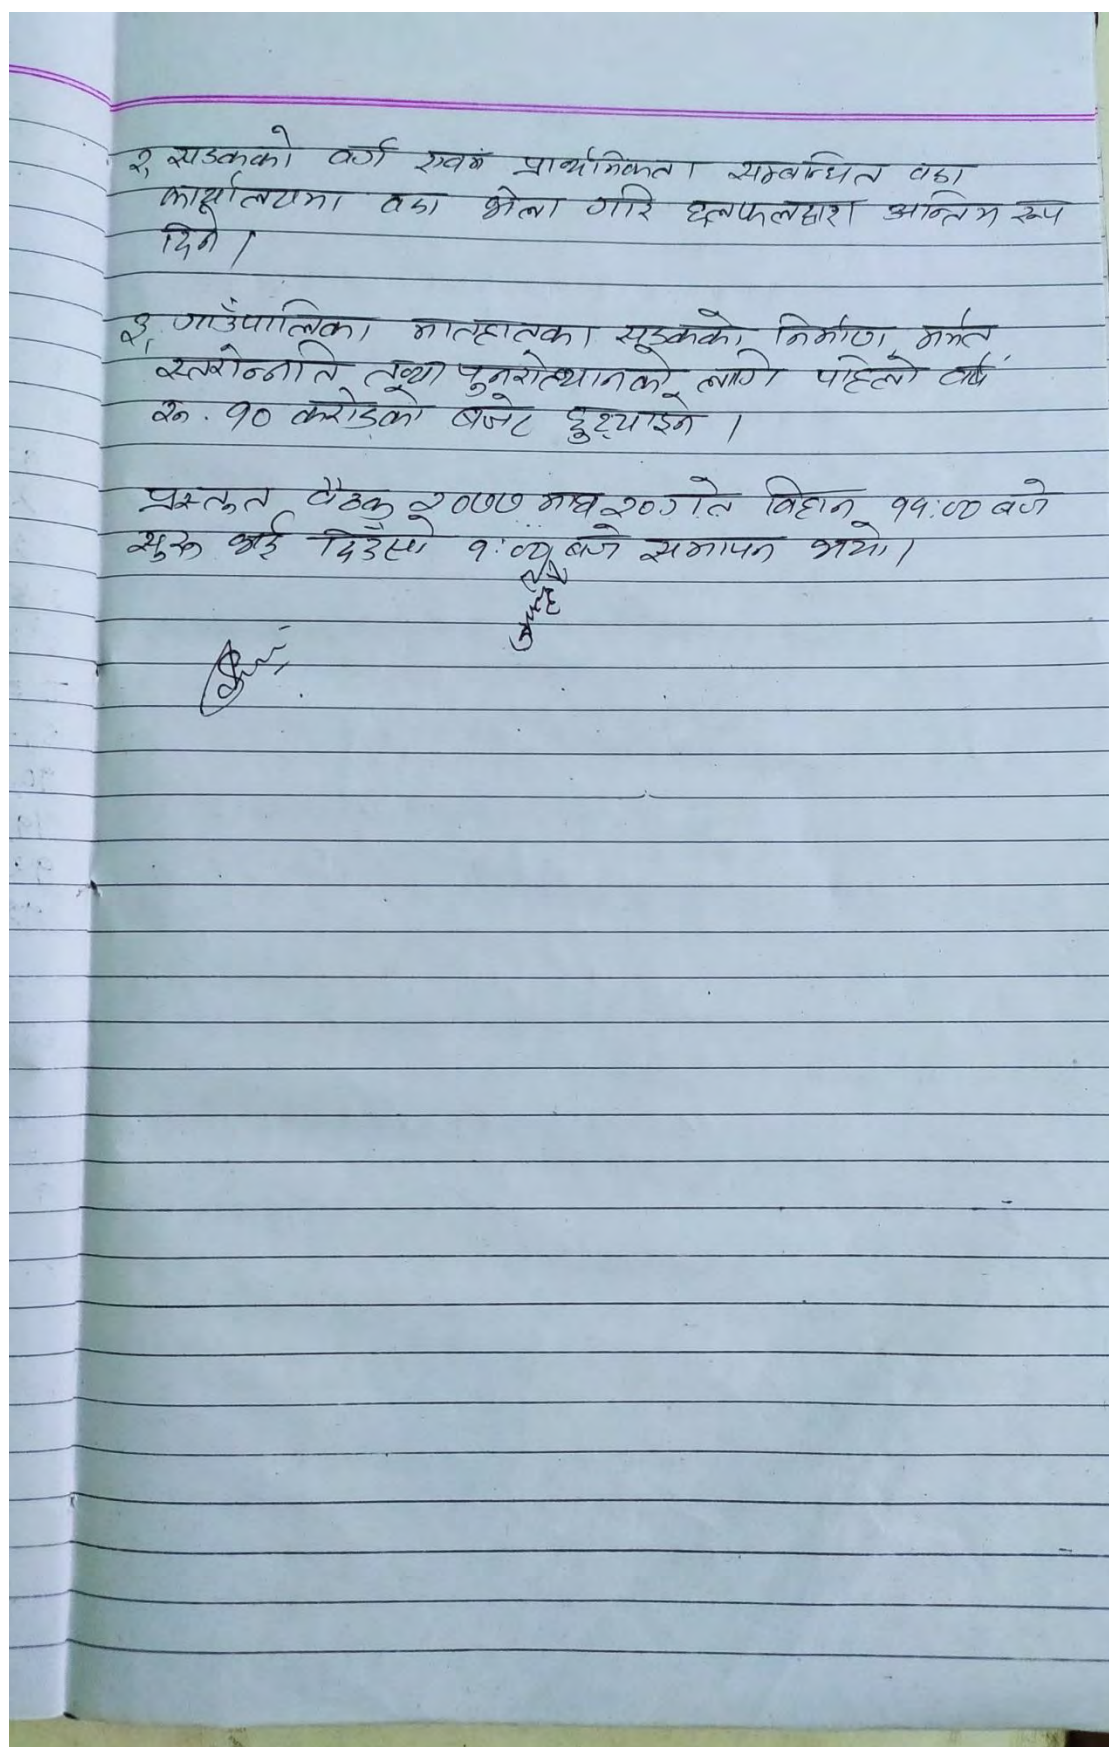 २, सडकको वर्ग एवं प्राथमिकता सम्बन्धित वडा
कार्यालयमा वडा भेला गरि छलफलद्वारा अन्तिम रूप
दिने।
३, गाउँपालिका मातहातका सडकको निर्माण, मर्मत
स्तरोन्नति तथा पुनरोत्थानको लागि पहिलो वर्ष
रू. १० करोडको बजेट छुट्याइने।
प्रस्तुत बैठक २०७७ माघ २० गते विहान ११:०० बजे
सुरू भई दिउँसो १:०० बजे समापन भयो।